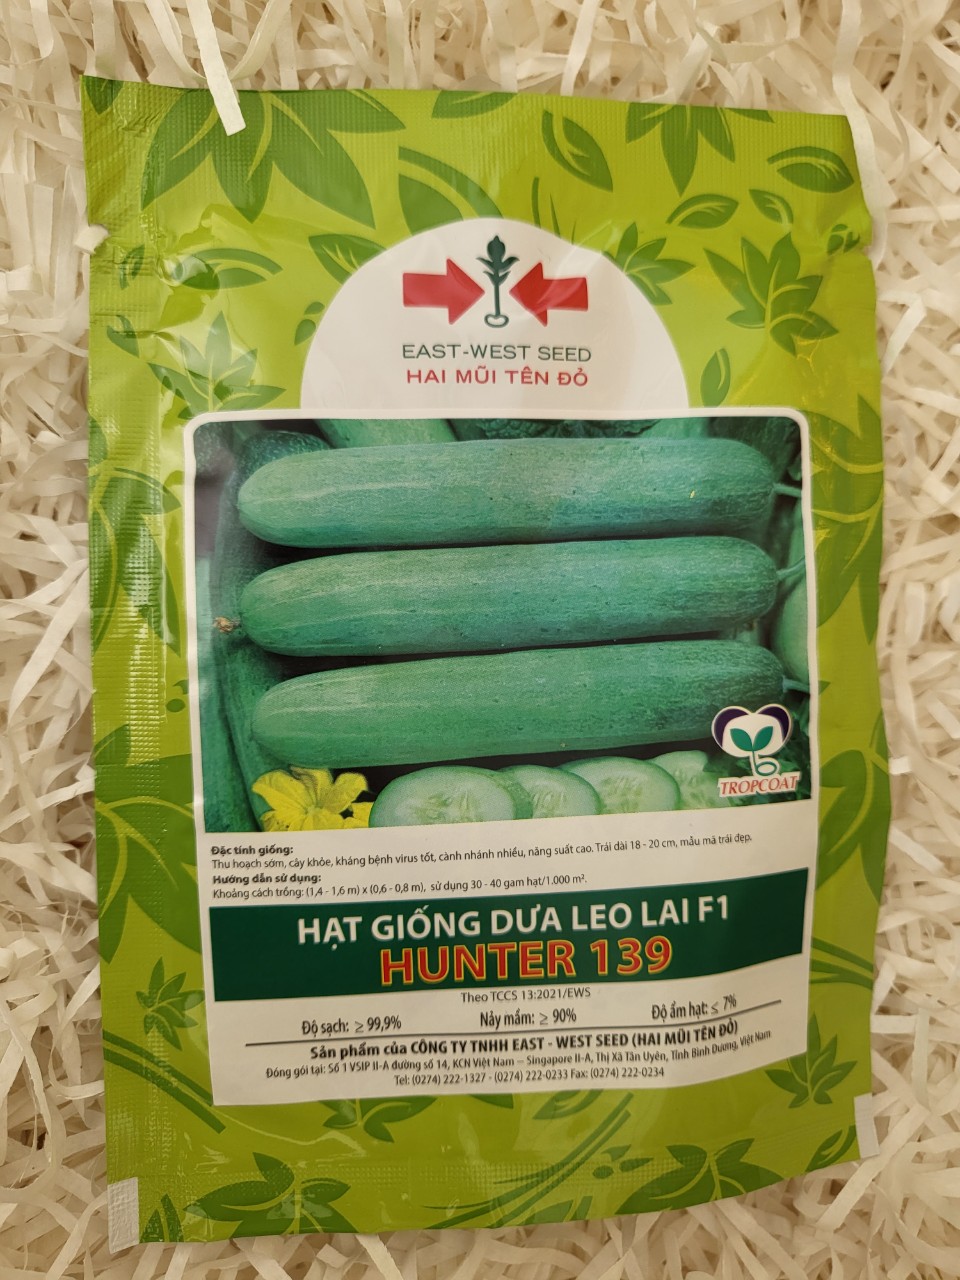 EAST-WEST SEED
HAI MŨI TÊN ĐỎ
TROPCOAT
Đặc tính giống:
Thu hoạch sớm, cây khỏe, kháng bệnh virus tốt, cành nhánh nhiều, năng suất cao. Trái dài 18 - 20 cm, mẫu mã trái đẹp.
Hướng dẫn sử dụng:
Khoảng cách trồng: (1,4 - 1,6 m) x (0,6 - 0,8 m), sử dụng 30 - 40 gam hạt/1.000 m².
HẠT GIỐNG DƯA LEO LAI F1
HUNTER 139
Theo TCCS 13:2021/EWS
Độ sạch: ≥ 99,9% Nảy mầm: ≥ 90% Độ ẩm hạt: ≤ 7%
Sản phẩm của CÔNG TY TNHH EAST - WEST SEED (HAI MŨI TÊN ĐỎ)
Đóng gói tại: Số 1 VSIP II-A đường số 14, KCN Việt Nam – Singapore II-A, Thị Xã Tân Uyên, Tỉnh Bình Dương, Việt Nam
Tel: (0274) 222-1327 - (0274) 222-0233 Fax: (0274) 222-0234